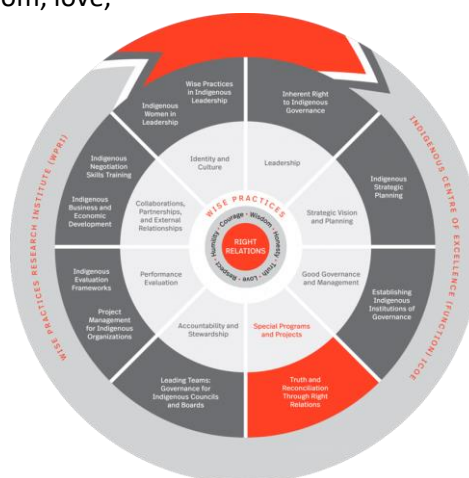 om, love,
Wise Practices
in Indigenous
Leadership
Indigenous
Women in
Leadership
Inherent Right
to Indigenous
Governance
Indigenous
Strategic
Planning
Establishing
Indigenous
Institutions of
Governance
Truth and
Reconciliation
Through Right
Relations
Leading Teams:
Governance for
Indigenous Councils
and Boards
Project
Management
for Indigenous
Organizations
Indigenous
Evaluation
Frameworks
Indigenous
Business and
Economic
Development
Indigenous
Negotiation
Skills Training
Identity and
Culture
Leadership
Strategic Vision
and Planning
Good Governance
and Management
Special Programs
and Projects
Accountability and
Stewardship
Performance
Evaluation
Collaborations,
Partnerships,
and External
Relationships
WISE PRACTICES
Respect · Humility · Courage · Wisdom · Honesty · Truth · Love ·
RIGHT
RELATIONS
WISE PRACTICES RESEARCH INSTITUTE (WPRI)
INDIGENOUS CENTRE OF EXCELLENCE (FUNCTION) ICOE